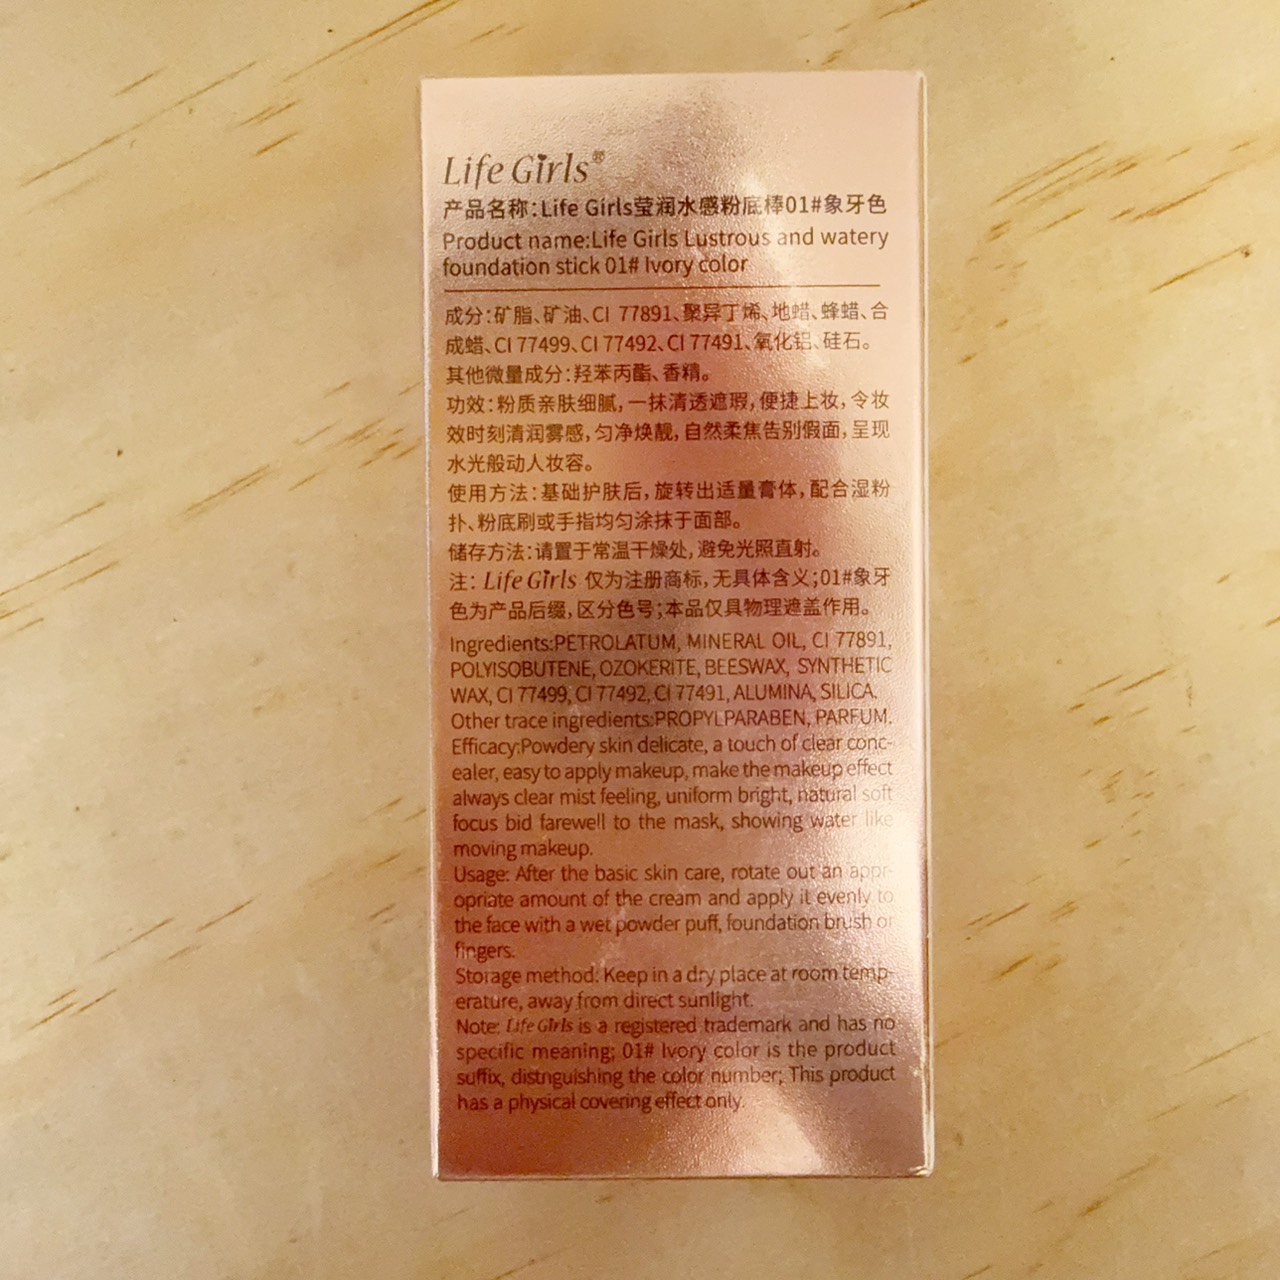 Life Girls®
产品名称:Life Girls莹润水感粉底棒01#象牙色
Product name:Life Girls Lustrous and watery
foundation stick 01# Ivory color
成分:矿脂、矿油、CI 77891、聚异丁烯、地蜡、蜂蜡、合
成蜡、CI 77499、CI 77492、CI 77491、氧化铝、硅石。
其他微量成分:羟苯丙酯、香精。
功效:粉质亲肤细腻,一抹清透遮瑕,便捷上妆,令妆
效时刻清润雾感,匀净焕靓,自然柔焦告别假面,呈现
水光般动人妆容。
使用方法:基础护肤后,旋转出适量膏体,配合湿粉
扑、粉底刷或手指均匀涂抹于面部。
储存方法:请置于常温干燥处,避免光照直射。
注: Life Girls 仅为注册商标,无具体含义;01#象牙
色为产品后缀,区分色号;本品仅具物理遮盖作用。
Ingredients:PETROLATUM, MINERAL OIL, CI 77891,
POLYISOBUTENE, OZOKERITE, BEESWAX, SYNTHETIC
WAX, CI 77499, CI 77492, CI 77491, ALUMINA, SILICA.
Other trace ingredients:PROPYLPARABEN, PARFUM.
Efficacy:Powdery skin delicate, a touch of clear conc-
ealer, easy to apply makeup, make the makeup effect
always clear mist feeling, uniform bright, natural soft
focus bid farewell to the mask, showing water like
moving makeup.
Usage: After the basic skin care, rotate out an appr-
opriate amount of the cream and apply it evenly to
the face with a wet powder puff, foundation brush or
fingers.
Storage method: Keep in a dry place at room temp-
erature, away from direct sunlight.
Note: Life Girls is a registered trademark and has no
specific meaning; 01# Ivory color is the product
suffix, distnguishing the color number; This product
has a physical covering effect only.